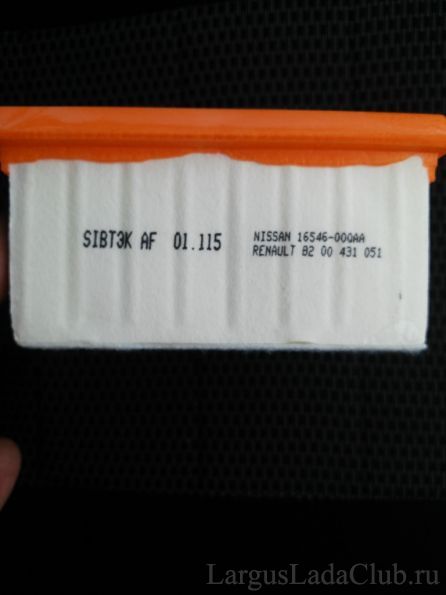 SIBTЭK AF 01.115
NISSAN 16546-00QAA
RENAULT 82 00 431 051
LargusLadaClub.ru